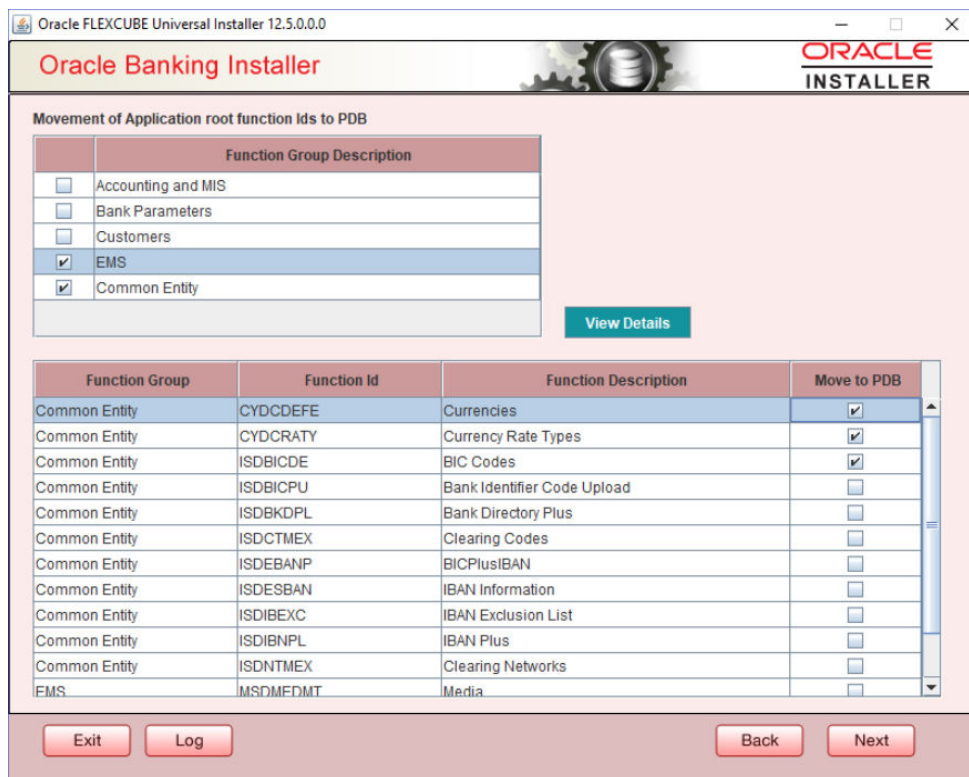 Oracle FLEXCUBE Universal Installer 12.5.0.0.0
Oracle Banking Installer
ORACLE
INSTALLER
Movement of Application root function Ids to PDB
Function Group Description
Accounting and MIS
Bank Parameters
Customers
EMS
Common Entity
View Details
Function Group Function Id Function Description Move to PDB
Common Entity CYDCDEFE Currencies
Common Entity CYDCRATY Currency Rate Types
Common Entity ISDBICDE BIC Codes
Common Entity ISDBICPU Bank Identifier Code Upload
Common Entity ISDBKDPL Bank Directory Plus
Common Entity ISDCTMEX Clearing Codes
Common Entity ISDEBANP BICPlusIBAN
Common Entity ISDESBAN IBAN Information
Common Entity ISDIBEXC IBAN Exclusion List
Common Entity ISDIBNPL IBAN Plus
Common Entity ISDNTMEX Clearing Networks
EMS MSDMEDMT Media
Exit Log Back Next